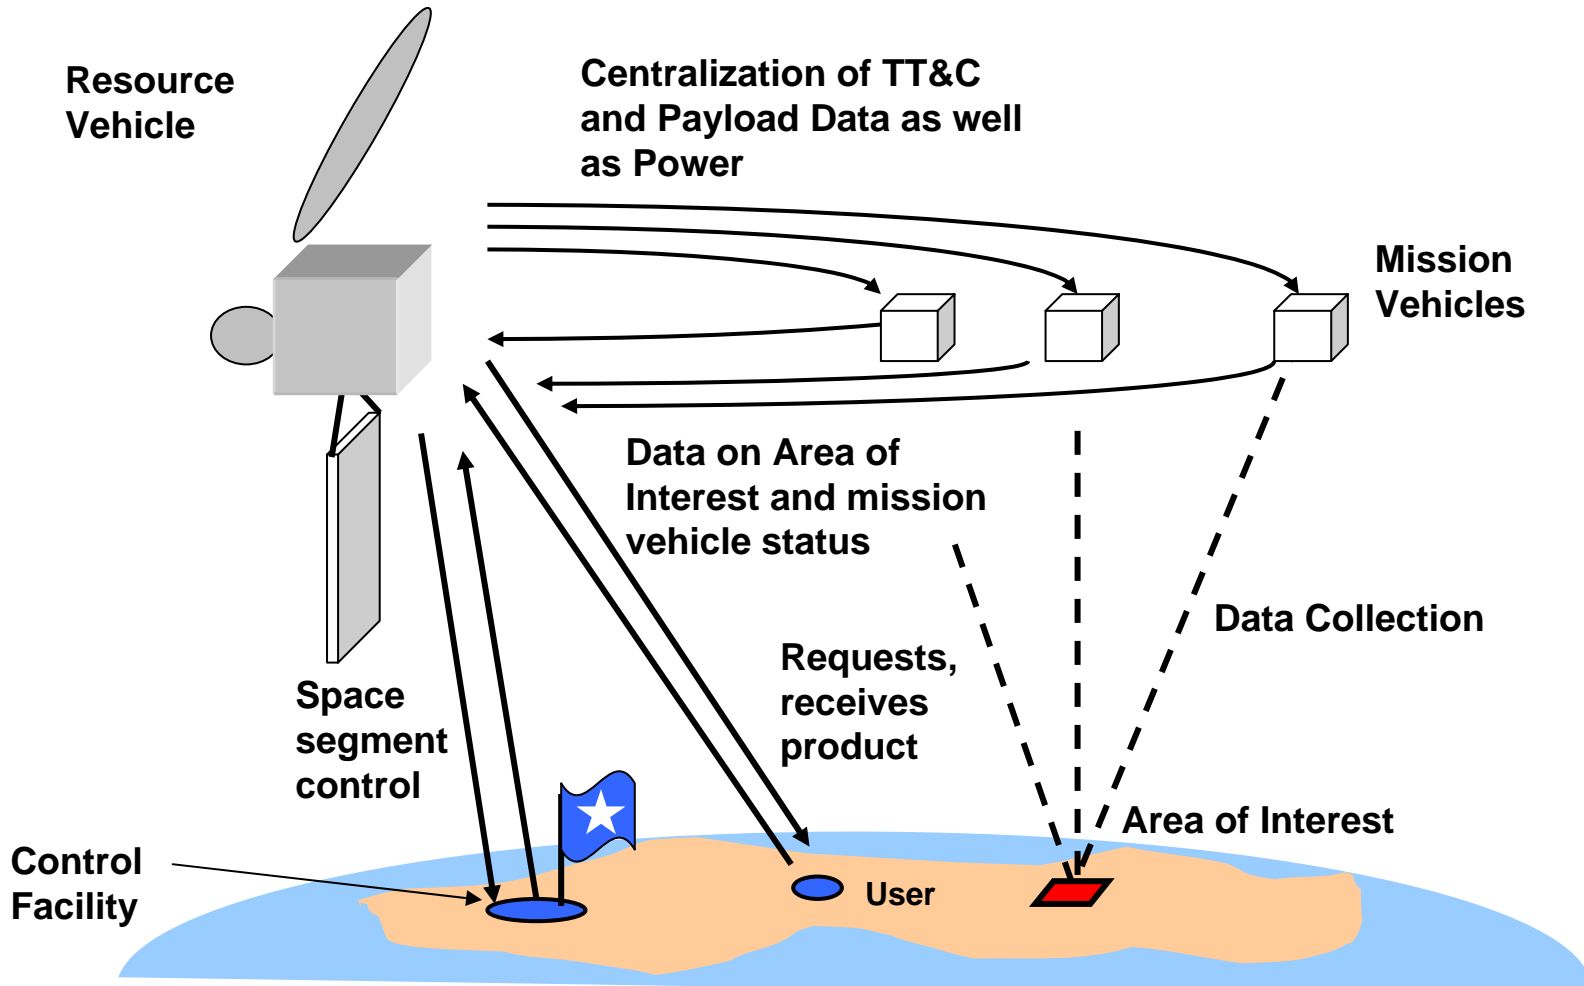 Resource
Vehicle
Centralization of TT&C
and Payload Data as well
as Power
Mission
Vehicles
Data on Area of
Interest and mission
vehicle status
Data Collection
Requests,
receives
product
Space
segment
control
Area of Interest
Control
Facility
User